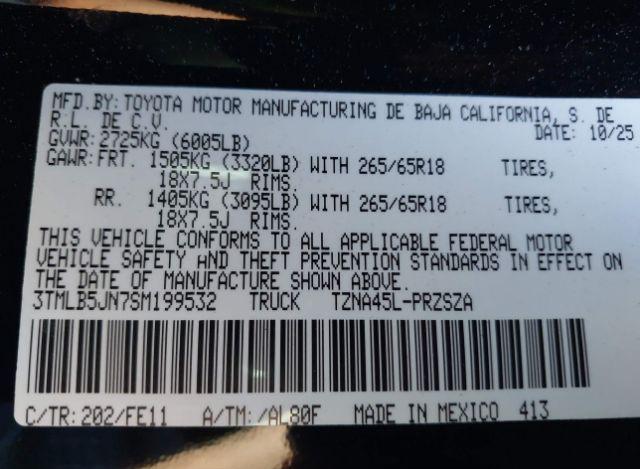 MFD.BY: TOYOTA MOTOR MANUFACTURING DE BAJA CALIFORNIA, S. DE
R.L. DE C.V. DATE: 10/25
GVWR: 2725KG (6005LB)
GAWR: FRT. 1505KG (3320LB) WITH 265/65R18 TIRES,
18X7.5J RIMS.
RR. 1405KG (3095LB) WITH 265/65R18 TIRES,
18X7.5J RIMS.
THIS VEHICLE CONFORMS TO ALL APPLICABLE FEDERAL MOTOR
VEHICLE SAFETY AND THEFT PREVENTION STANDARDS IN EFFECT ON
THE DATE OF MANUFACTURE SHOWN ABOVE.
3TMLB5JN7SM199532 TRUCK TZNA45L-PRZSZA
C/TR: 202/FE11 A/TM: /AL80F MADE IN MEXICO 413